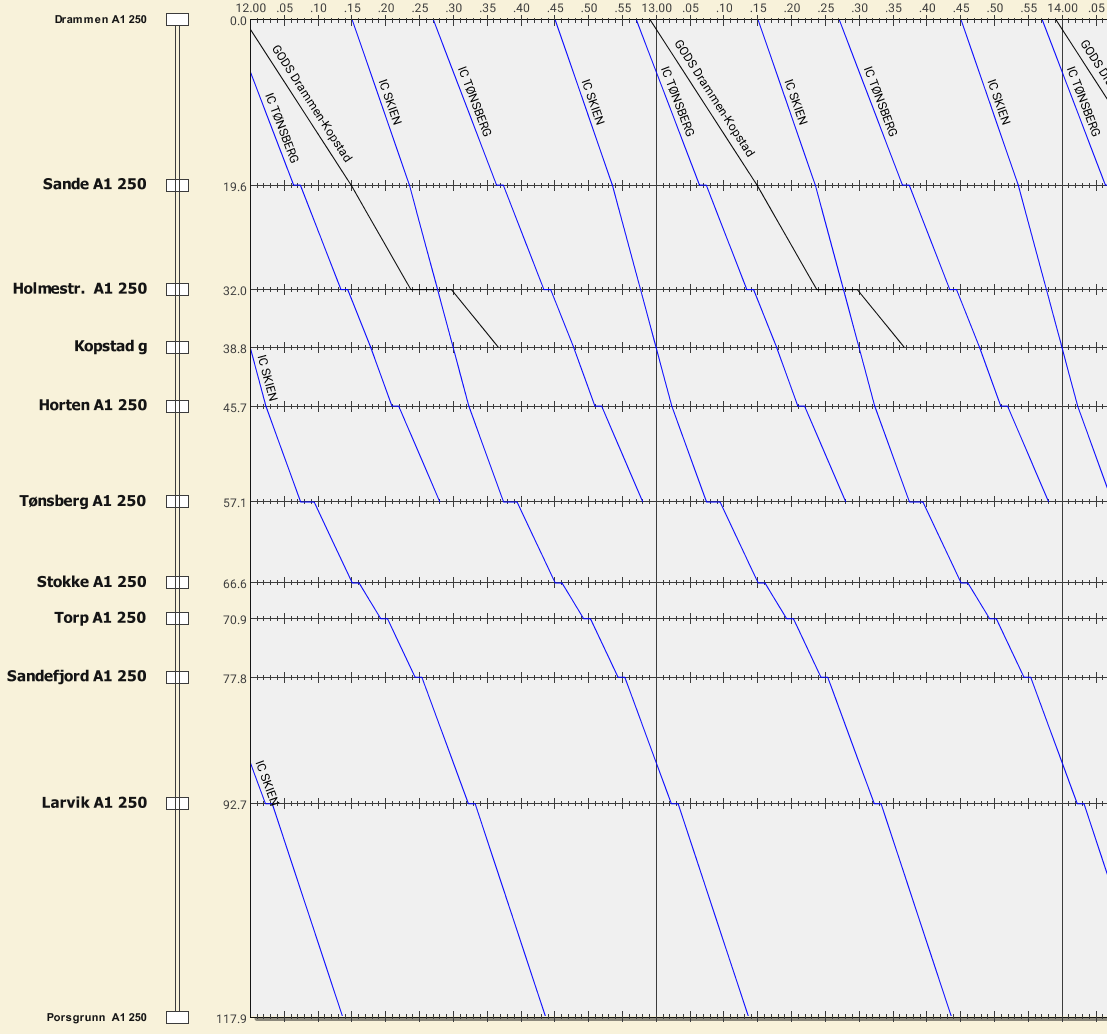 12.00 .05 .10 .15 .20 .25 .30 .35 .40 .45 .50 .55 13.00 .05 .10 .15 .20 .25 .30 .35 .40 .45 .50 .55 14.00 .05
Drammen A1 250 0.0
GODS Drammen-Kopstad
IC TØNSBERG
IC SKIEN
IC TØNSBERG
IC SKIEN
IC TØNSBERG
GODS Drammen-Kopstad
IC SKIEN
IC TØNSBERG
IC SKIEN
IC TØNSBERG
GODS D
Sande A1 250 19.6
Holmestr. A1 250 32.0
Kopstad g 38.8
IC SKIEN
Horten A1 250 45.7
Tønsberg A1 250 57.1
Stokke A1 250 66.6
Torp A1 250 70.9
Sandefjord A1 250 77.8
IC SKIEN
Larvik A1 250 92.7
Porsgrunn A1 250 117.9